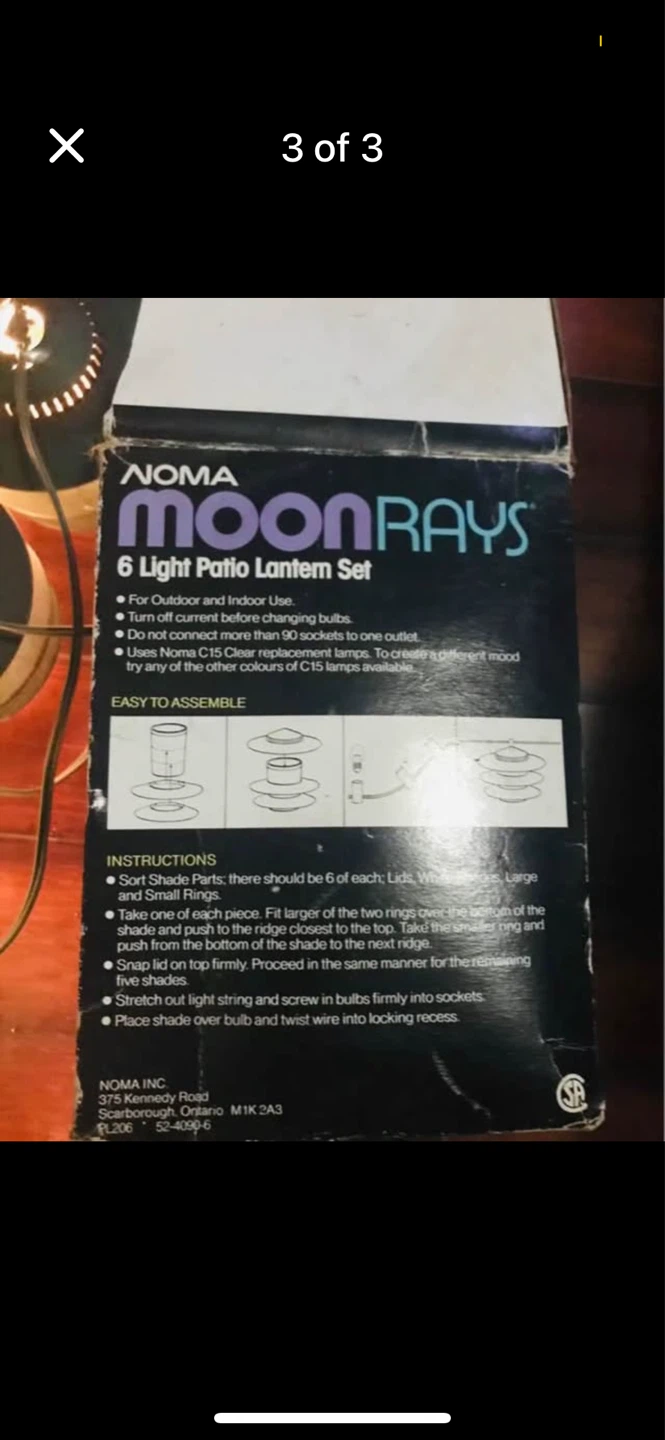 3 of 3
NOMA
MOONRAYS
6 Light Patio Lantern Set
• For Outdoor and Indoor Use.
• Turn off current before changing bulbs.
• Do not connect more than 90 sockets to one outlet.
• Uses Noma C15 Clear replacement lamps. To create a different mood
try any of the other colours of C15 lamps available.
EASY TO ASSEMBLE
INSTRUCTIONS
• Sort Shade Parts; there should be 6 of each; Lids, Large
and Small Rings.
• Take one of each piece. Fit larger of the two rings over the bottom of the
shade and push to the ridge closest to the top. Take the smaller ring and
push from the bottom of the shade to the next ridge.
• Snap lid on top firmly. Proceed in the same manner for the remaining
five shades.
• Stretch out light string and screw in bulbs firmly into sockets.
• Place shade over bulb and twist wire into locking recess.
NOMA INC.
375 Kennedy Road
Scarborough, Ontario M1K 2A3
PL206 * 52-4090-6
SA